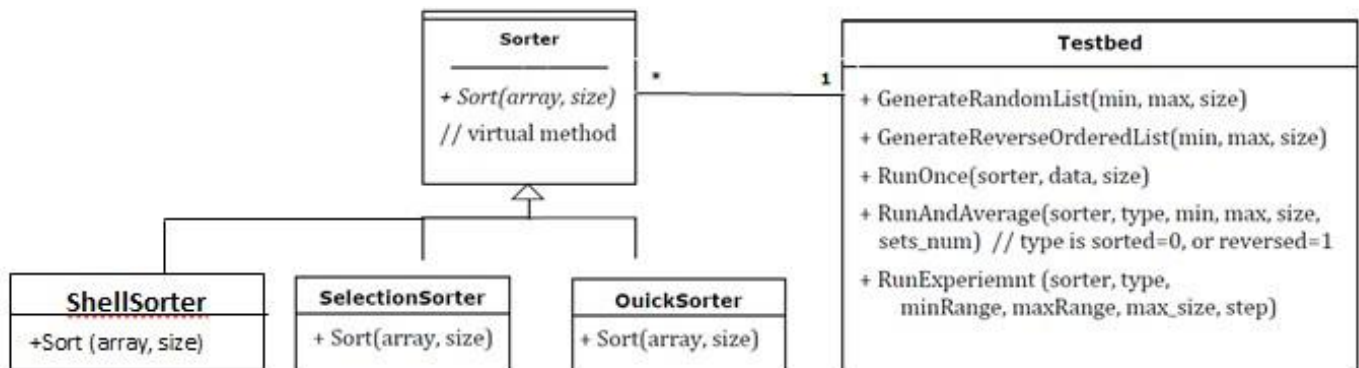 Sorter
+ Sort(array, size)
// virtual method
*
1
Testbed
+ GenerateRandomList(min, max, size)
+ GenerateReverseOrderedList(min, max, size)
+ RunOnce(sorter, data, size)
+ RunAndAverage(sorter, type, min, max, size,
sets_num) // type is sorted=0, or reversed=1
+ RunExperiemnt (sorter, type,
minRange, maxRange, max_size, step)
ShellSorter
+Sort (array, size)
SelectionSorter
+ Sort(array, size)
OuickSorter
+ Sort(array, size)